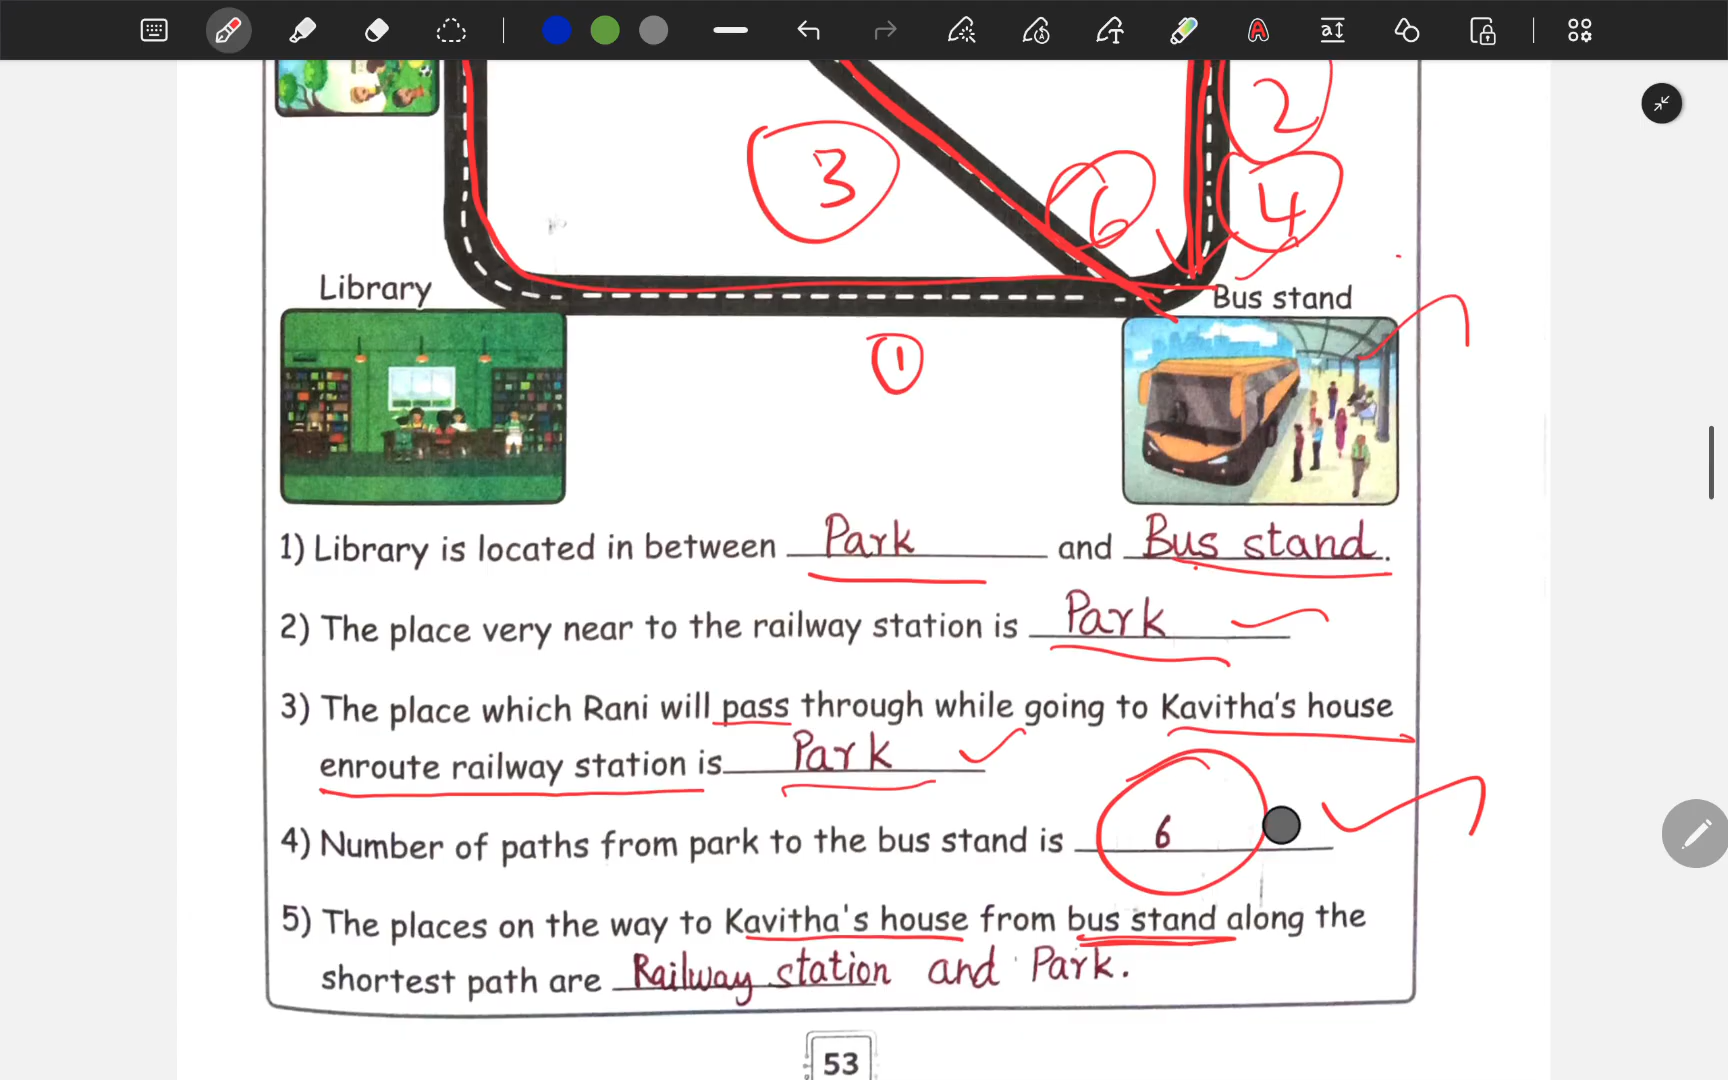 2
3
6
4
Library
Bus stand
1
1) Library is located in between Park and Bus stand.
2) The place very near to the railway station is Park
3) The place which Rani will pass through while going to Kavitha's house
enroute railway station is Park
4) Number of paths from park to the bus stand is 6
5) The places on the way to Kavitha's house from bus stand along the
shortest path are Railway station and Park.
53